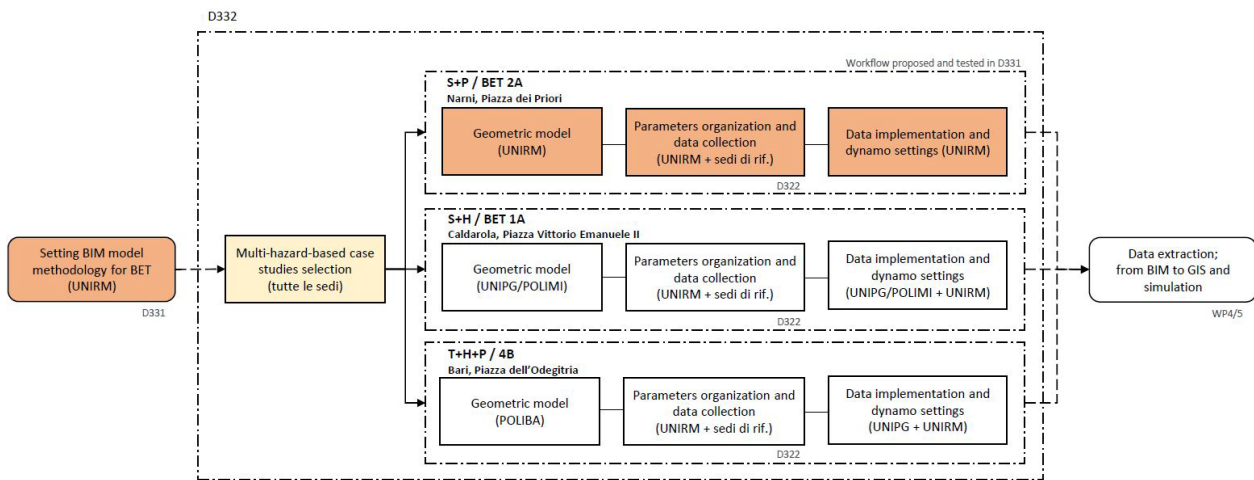 D332
Workflow proposed and tested in D331
S+P / BET 2A
Narni, Piazza dei Priori
Geometric model
(UNIRM)
Parameters organization and
data collection
(UNIRM + sedi di rif.)
Data implementation and
dynamo settings (UNIRM)
D322
S+H / BET 1A
Caldarola, Piazza Vittorio Emanuele II
Setting BIM model
methodology for BET
(UNIRM)
D331
Multi-hazard-based case
studies selection
(tutte le sedi)
Geometric model
(UNIPG/POLIMI)
Parameters organization and
data collection
(UNIRM + sedi di rif.)
Data implementation and
dynamo settings
(UNIPG/POLIMI + UNIRM)
D322
Data extraction;
from BIM to GIS and
simulation
WP4/5
T+H+P / 4B
Bari, Piazza dell'Odegitria
Geometric model
(POLIBA)
Parameters organization and
data collection
(UNIRM + sedi di rif.)
Data implementation and
dynamo settings
(UNIPG + UNIRM)
D322